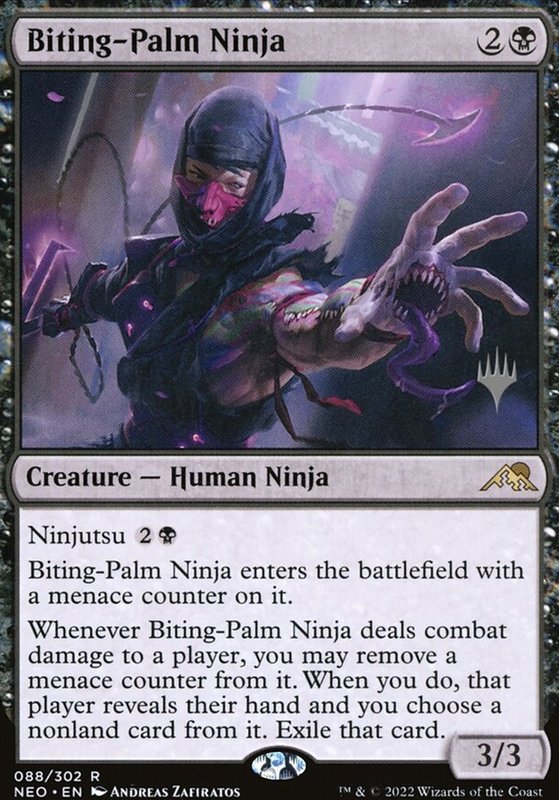 Biting-Palm Ninja 2
Creature — Human Ninja
Ninjutsu 2
Biting-Palm Ninja enters the battlefield with
a menace counter on it.
Whenever Biting-Palm Ninja deals combat
damage to a player, you may remove a
menace counter from it. When you do, that
player reveals their hand and you choose a
nonland card from it. Exile that card.
3/3
088/302 R
NEO • EN Andreas Zafiratos ™ & © 2022 Wizards of the Coast